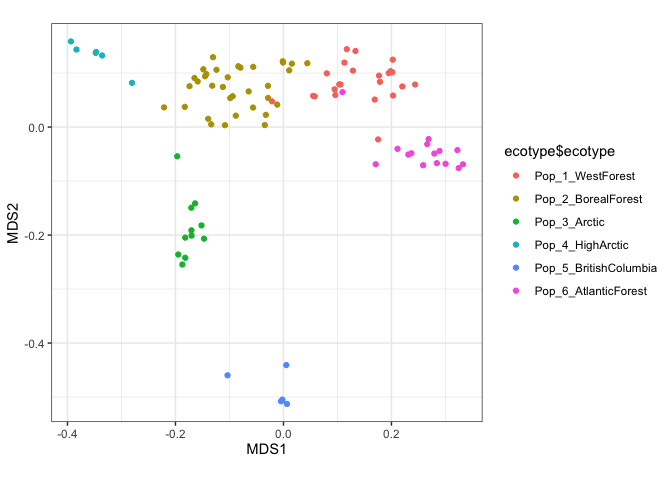 0.0
-0.2
-0.4
MDS2
-0.4
-0.2
0.0
0.2
MDS1
ecotype$ecotype
Pop_1_WestForest
Pop_2_BorealForest
Pop_3_Arctic
Pop_4_HighArctic
Pop_5_BritishColumbia
Pop_6_AtlanticForest